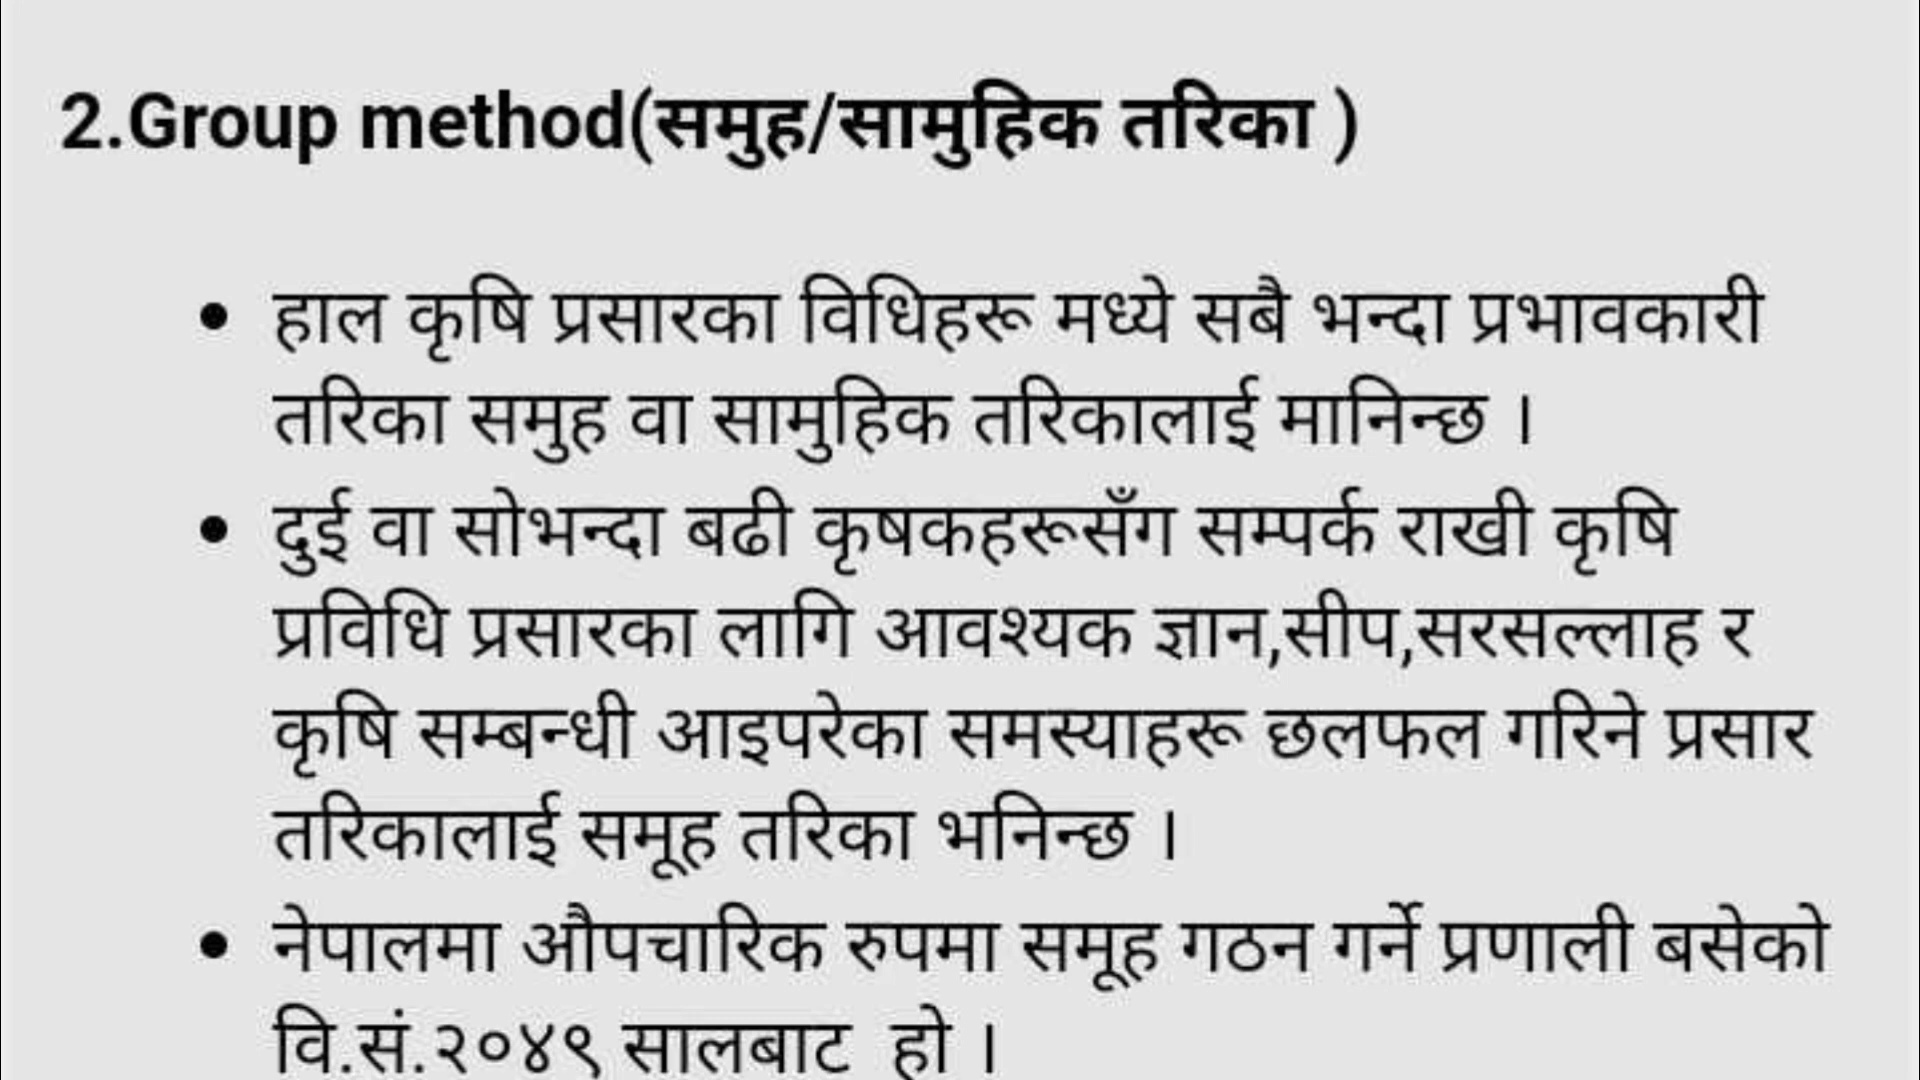 2.Group method(समुह/सामुहिक तरिका )
• हाल कृषि प्रसारका विधिहरू मध्ये सबै भन्दा प्रभावकारी
तरिका समुह वा सामुहिक तरिकालाई मानिन्छ ।
• दुई वा सोभन्दा बढी कृषकहरूसँग सम्पर्क राखी कृषि
प्रविधि प्रसारका लागि आवश्यक ज्ञान,सीप,सरसल्लाह र
कृषि सम्बन्धी आइपरेका समस्याहरू छलफल गरिने प्रसार
तरिकालाई समूह तरिका भनिन्छ ।
• नेपालमा औपचारिक रुपमा समूह गठन गर्ने प्रणाली बसेको
वि.सं.२०४९ सालबाट  हो ।